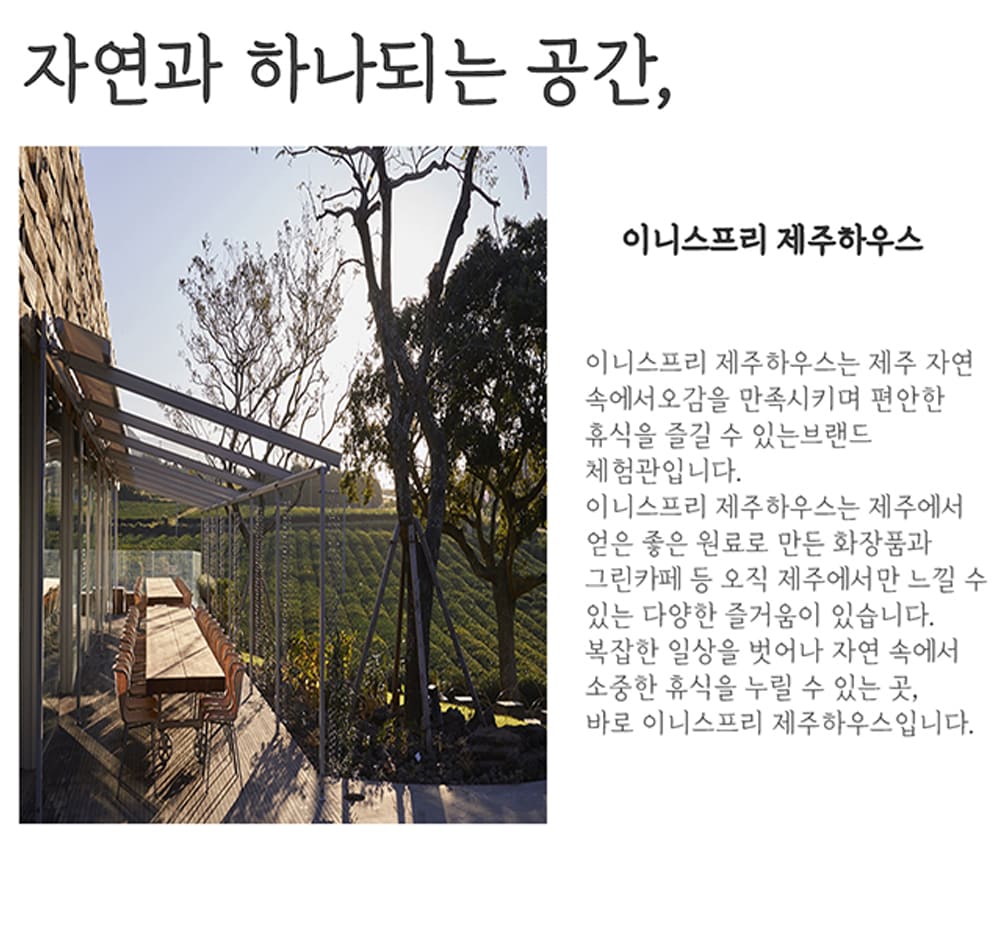 자연과 하나되는 공간,
이니스프리 제주하우스
이니스프리 제주하우스는 제주 자연
속에서오감을 만족시키며 편안한
휴식을 즐길 수 있는브랜드
체험관입니다.
이니스프리 제주하우스는 제주에서
얻은 좋은 원료로 만든 화장품과
그린카페 등 오직 제주에서만 느낄 수
있는 다양한 즐거움이 있습니다.
복잡한 일상을 벗어나 자연 속에서
소중한 휴식을 누릴 수 있는 곳,
바로 이니스프리 제주하우스입니다.